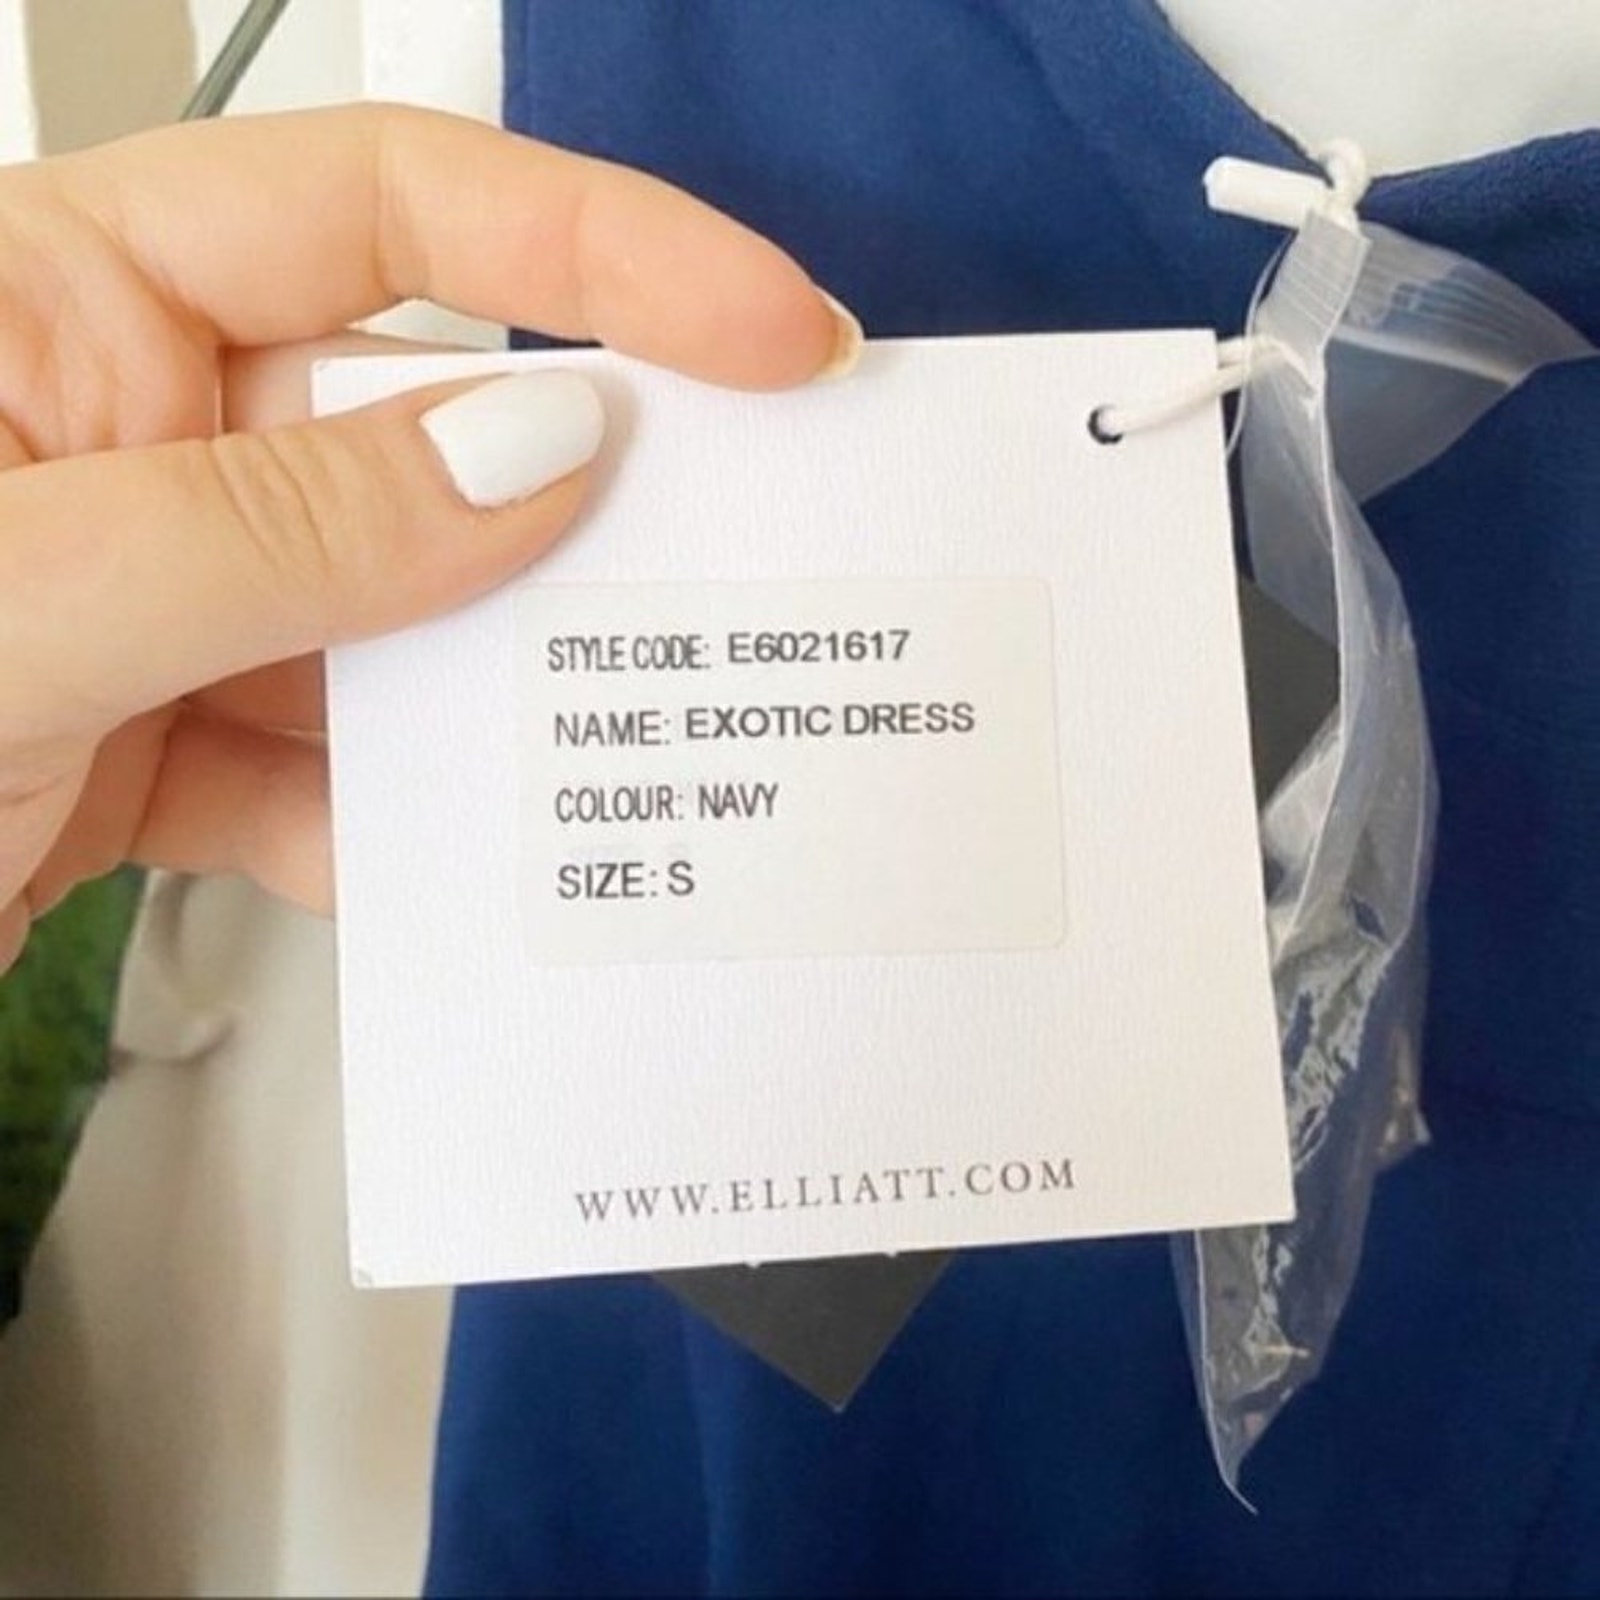 STYLE CODE: E6021617
NAME: EXOTIC DRESS
COLOUR: NAVY
SIZE: S
WWW.ELLIATT.COM